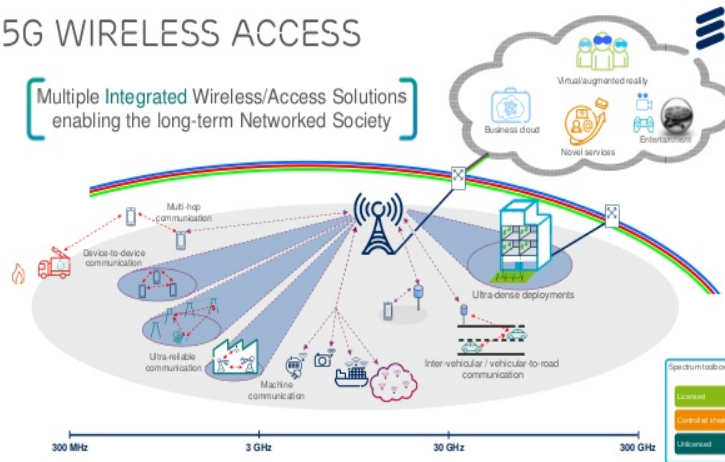 5G WIRELESS ACCESS
Multiple Integrated Wireless/Access Solutions
enabling the long-term Networked Society
Virtual/augmented reality
Business cloud
Novel services
Entertainment
Multi-hop
communication
Device-to-device
communication
Ultra-dense deployments
Ultra-reliable
communication
Machine
communication
Inter-vehicular / vehicular-to-road
communication
Spectrum toolbox
Licensed
Unlicensed
300 MHz
3 GHz
30 GHz
300 GHz